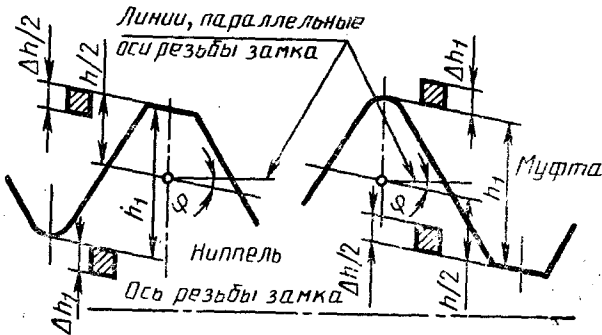 Линии, параллельные
оси резьбы замка
Δh/2
h/2
h₁
φ
Δh₁
Ниппель
Δh₁
h₁
Муфта
φ
Δh/2
h/2
Ось резьбы замка